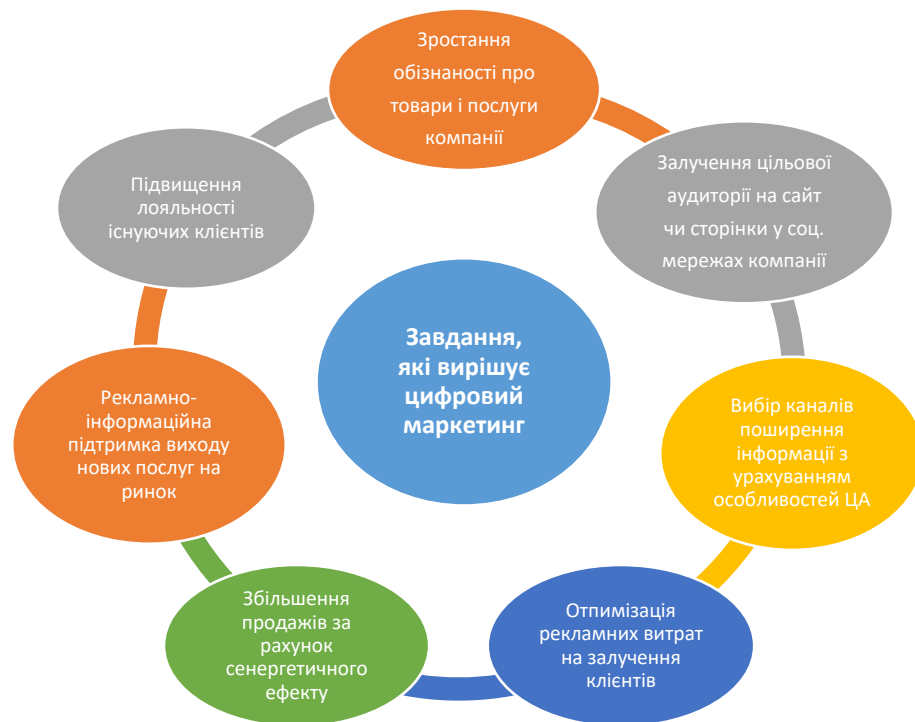 Зростання
обізнаності про
товари і послуги
компанії
Залучення цільової
аудиторії на сайт
чи сторінки у соц.
мережах компанії
Вибір каналів
поширення
інформації з
урахуванням
особливостей ЦА
Отпимізація
рекламних витрат
на залучення
клієнтів
Збільшення
продажів за
рахунок
сенергетичного
ефекту
Рекламно-
інформаційна
підтримка виходу
нових послуг на
ринок
Підвищення
лояльності
існуючих клієнтів
Завдання,
які вирішує
цифровий
маркетинг